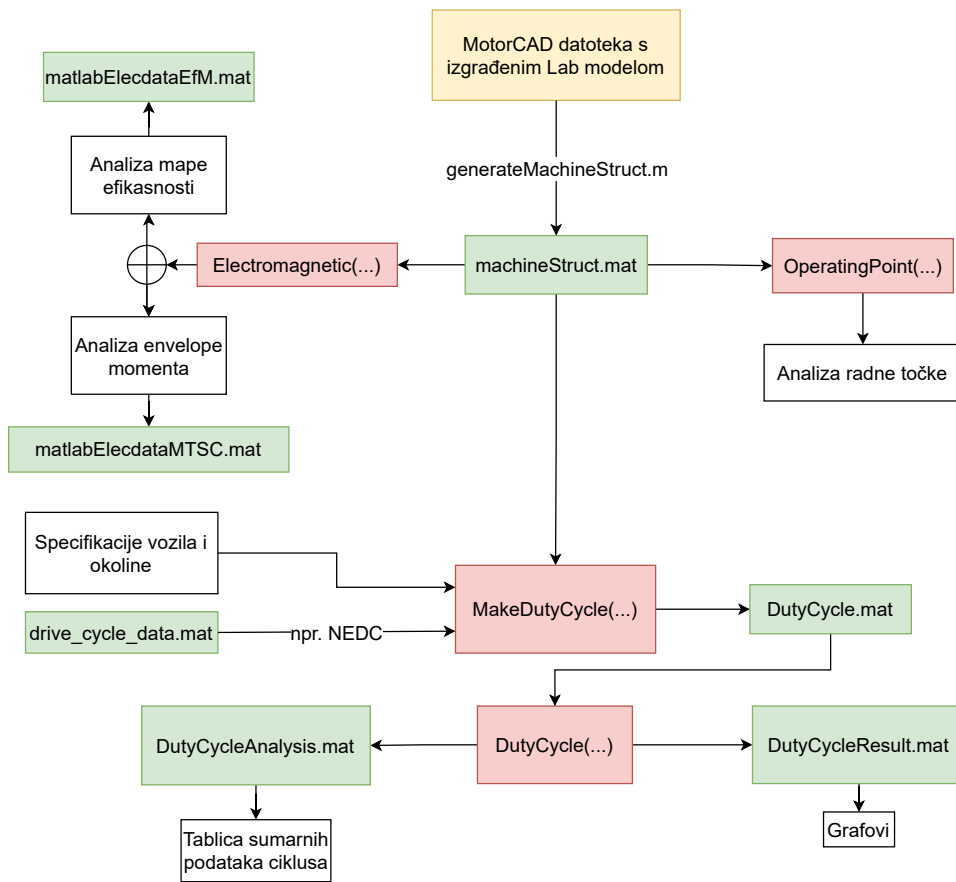 MotorCAD datoteka s
izgrađenim Lab modelom
matlabElecdataEfM.mat
Analiza mape
efikasnosti
generateMachineStruct.m
Electromagnetic(...)
machineStruct.mat
OperatingPoint(...)
Analiza envelope
momenta
Analiza radne točke
matlabElecdataMTSC.mat
Specifikacije vozila i
okoline
MakeDutyCycle(...)
DutyCycle.mat
drive_cycle_data.mat
npr. NEDC
DutyCycleAnalysis.mat
DutyCycle(...)
DutyCycleResult.mat
Tablica sumarnih
podataka ciklusa
Grafovi